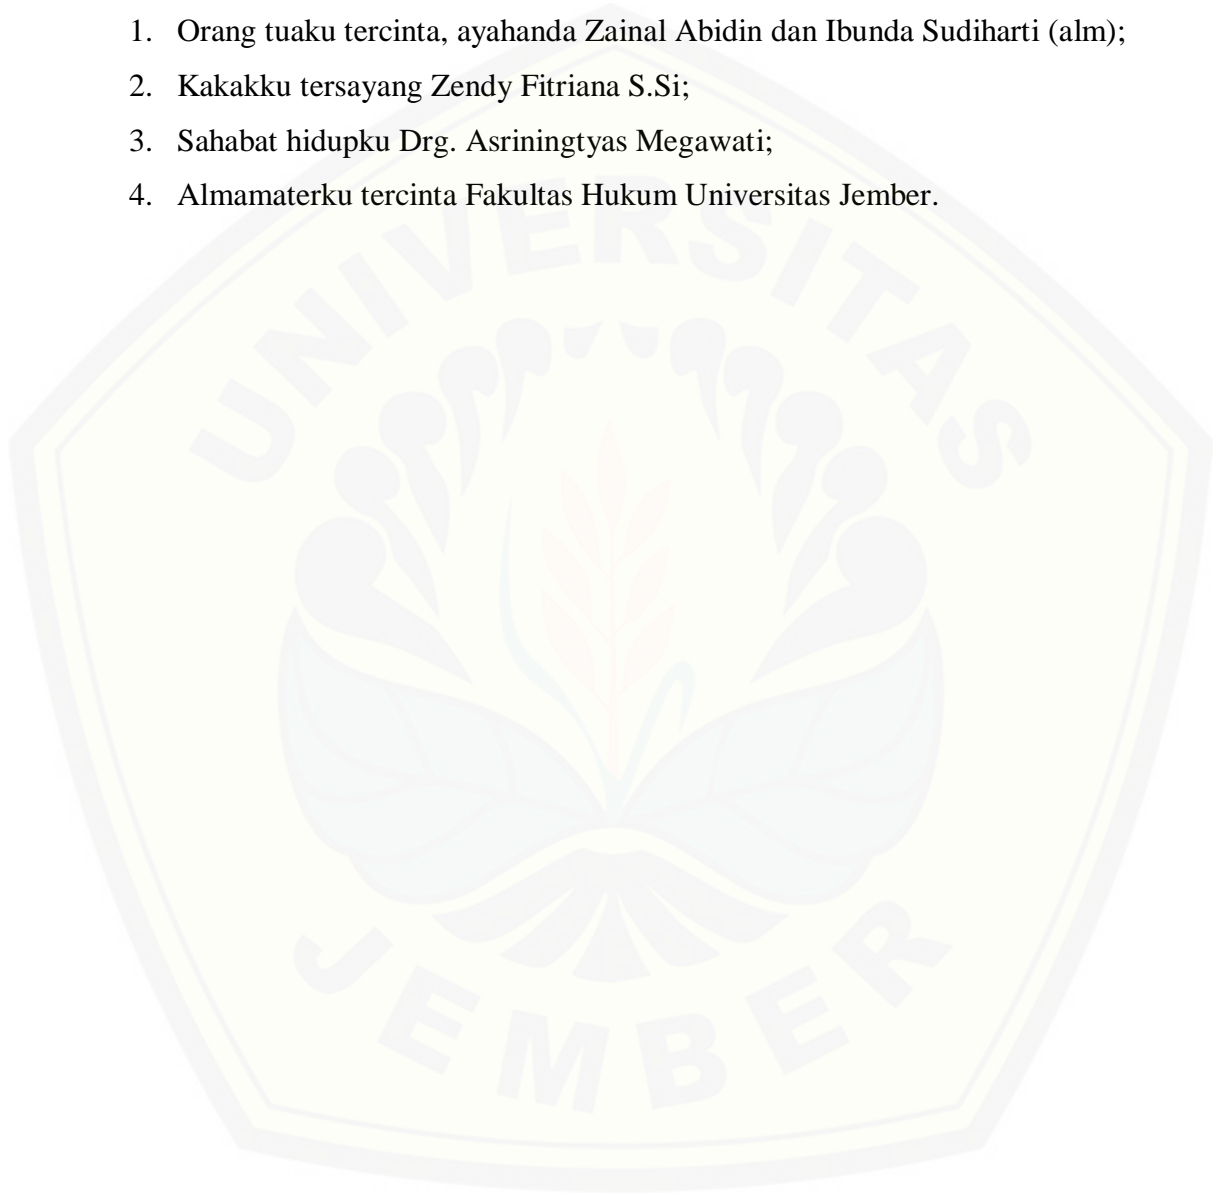 1. Orang tuaku tercinta, ayahanda Zainal Abidin dan Ibunda Sudiharti (alm);
2. Kakakku tersayang Zendy Fitriana S.Si;
3. Sahabat hidupku Drg. Asriningtyas Megawati;
4. Almamaterku tercinta Fakultas Hukum Universitas Jember.
UNIVERSITAS
JEMBER